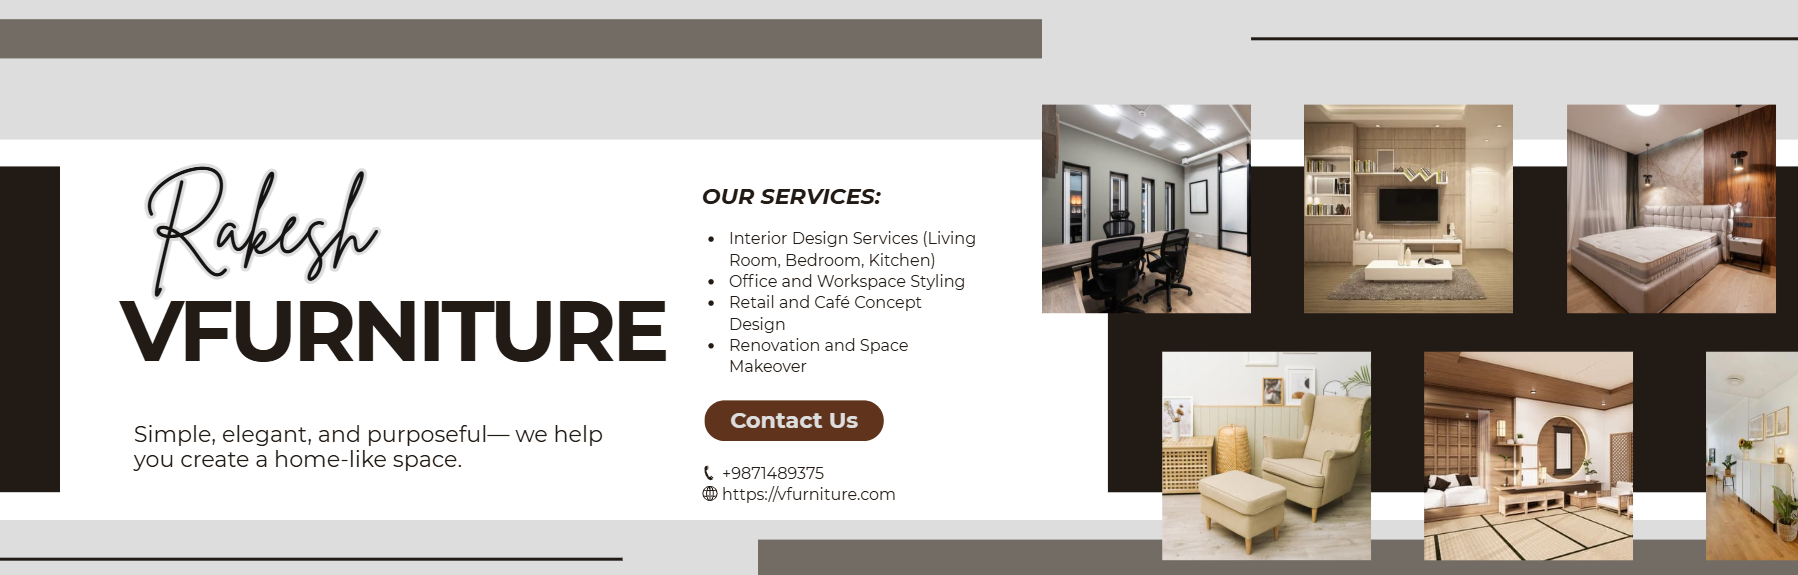 Rakesh
VFURNITURE
Simple, elegant, and purposeful— we help
you create a home-like space.
OUR SERVICES:
• Interior Design Services (Living
Room, Bedroom, Kitchen)
• Office and Workspace Styling
• Retail and Café Concept
Design
• Renovation and Space
Makeover
Contact Us
+9871489375
https://vfurniture.com